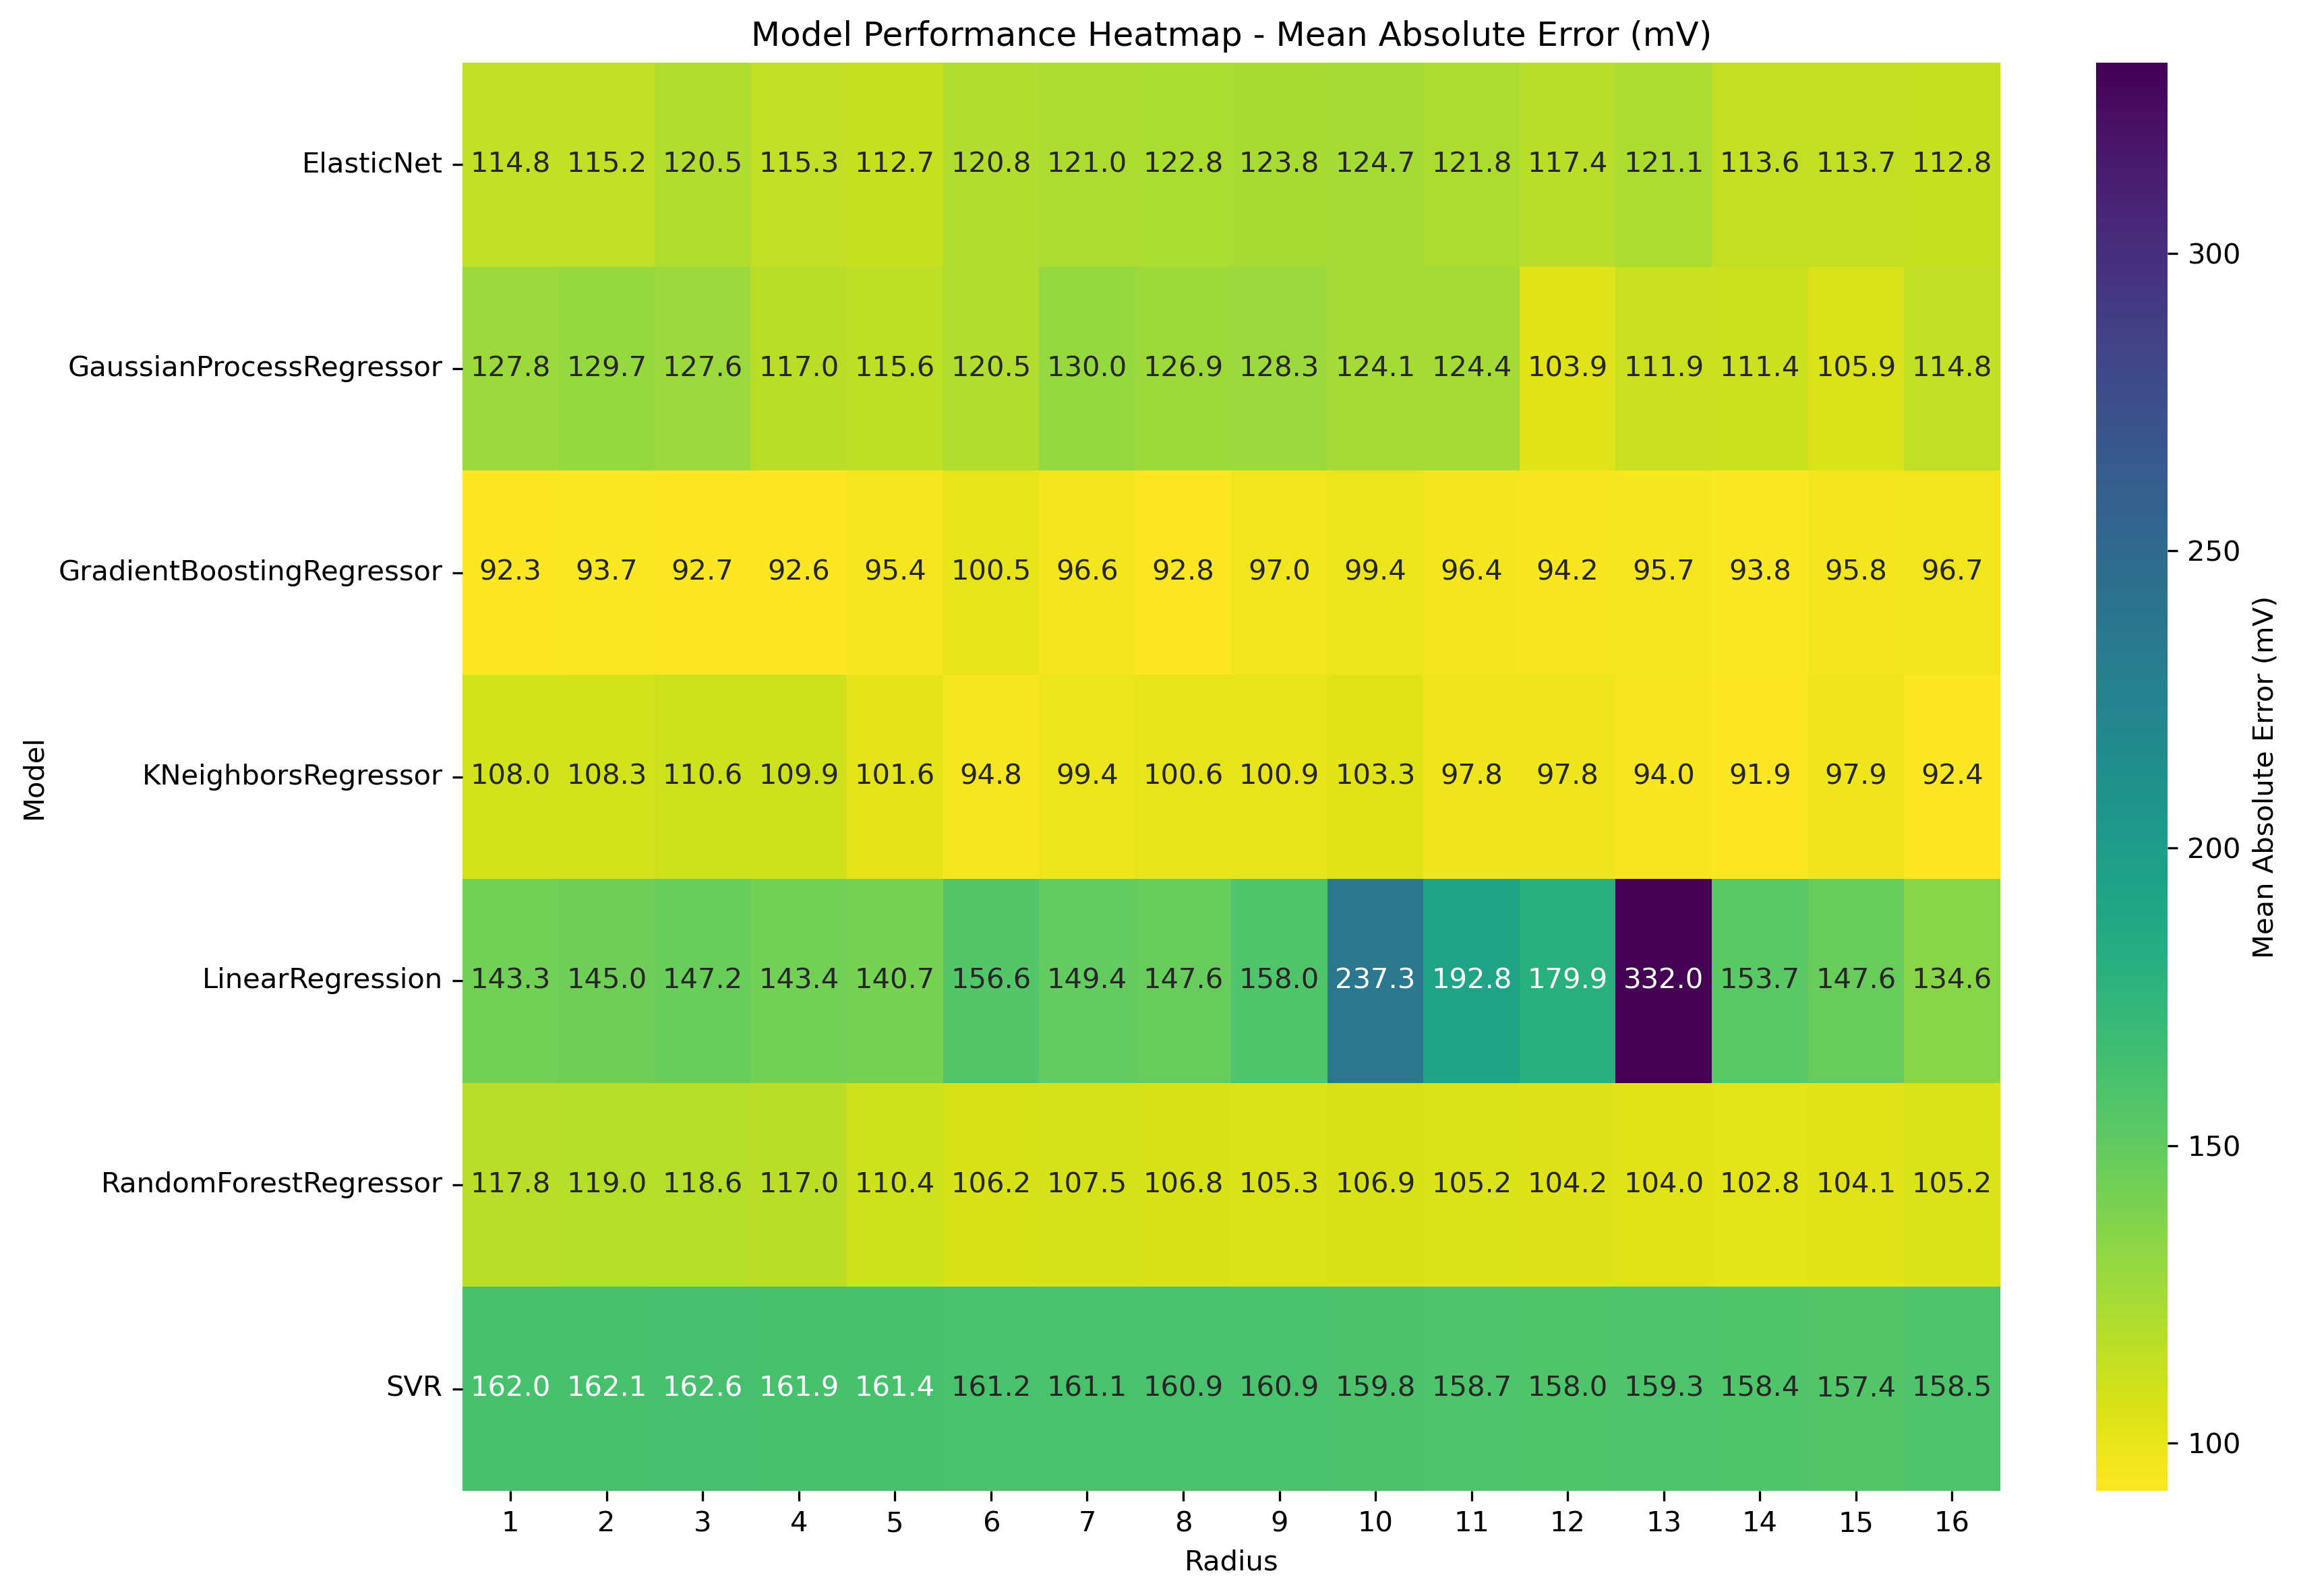 Model Performance Heatmap - Mean Absolute Error (mV)
ElasticNet 114.8 115.2 120.5 115.3 112.7 120.8 121.0 122.8 123.8 124.7 121.8 117.4 121.1 113.6 113.7 112.8
GaussianProcessRegressor 127.8 129.7 127.6 117.0 115.6 120.5 130.0 126.9 128.3 124.1 124.4 103.9 111.9 111.4 105.9 114.8
GradientBoostingRegressor 92.3 93.7 92.7 92.6 95.4 100.5 96.6 92.8 97.0 99.4 96.4 94.2 95.7 93.8 95.8 96.7
KNeighborsRegressor 108.0 108.3 110.6 109.9 101.6 94.8 99.4 100.6 100.9 103.3 97.8 97.8 94.0 91.9 97.9 92.4
LinearRegression 143.3 145.0 147.2 143.4 140.7 156.6 149.4 147.6 158.0 237.3 192.8 179.9 332.0 153.7 147.6 134.6
RandomForestRegressor 117.8 119.0 118.6 117.0 110.4 106.2 107.5 106.8 105.3 106.9 105.2 104.2 104.0 102.8 104.1 105.2
SVR 162.0 162.1 162.6 161.9 161.4 161.2 161.1 160.9 160.9 159.8 158.7 158.0 159.3 158.4 157.4 158.5
1 2 3 4 5 6 7 8 9 10 11 12 13 14 15 16
Radius
Model
300
250
200
150
100
Mean Absolute Error (mV)